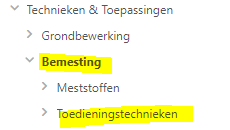 Technieken & Toepassingen
Grondbewerking
Bemesting
Meststoffen
Toedieningstechnieken